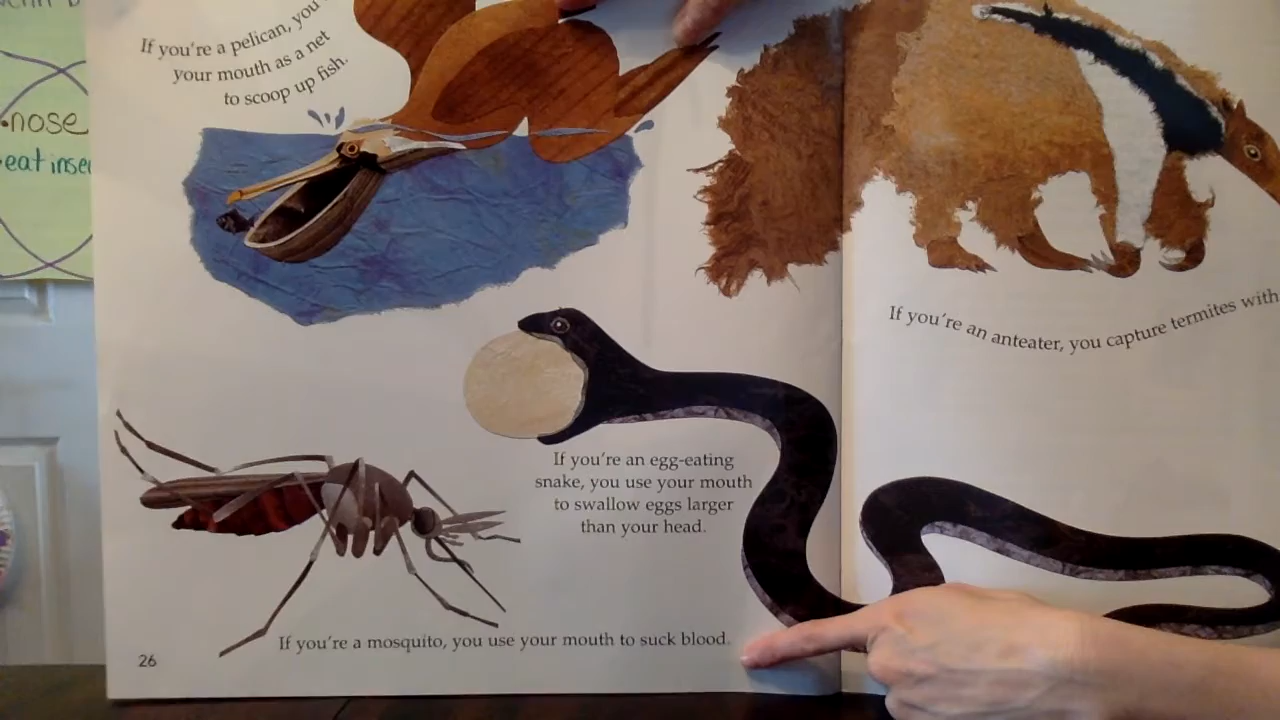 nose
eat
If you're a pelican, you
your mouth as a net
to scoop up fish.
If you're an anteater, you capture termites with
If you're an egg-eating
snake, you use your mouth
to swallow eggs larger
than your head.
If you're a mosquito, you use your mouth to suck blood.
26